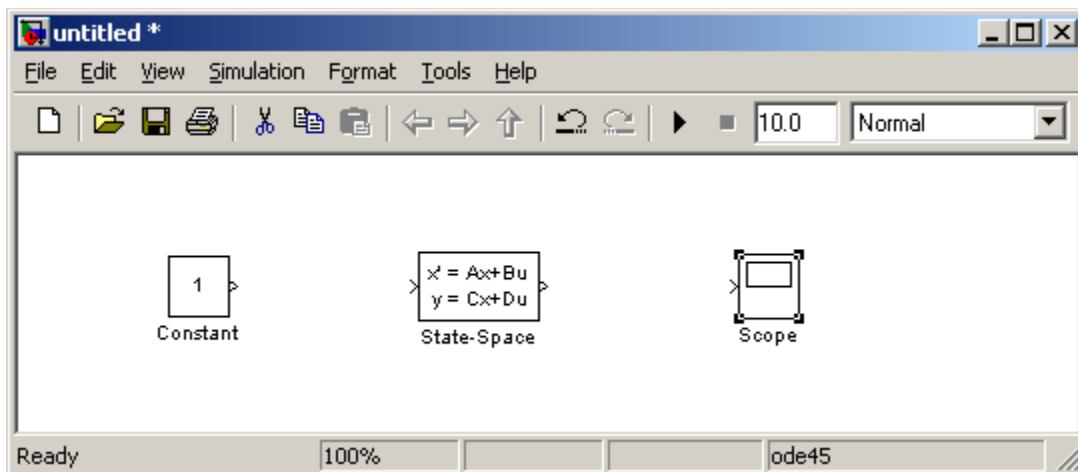 untitled *
File Edit View Simulation Format Tools Help
10.0 Normal
1
x' = Ax+Bu
y = Cx+Du
Constant
State-Space
Scope
Ready 100% ode45